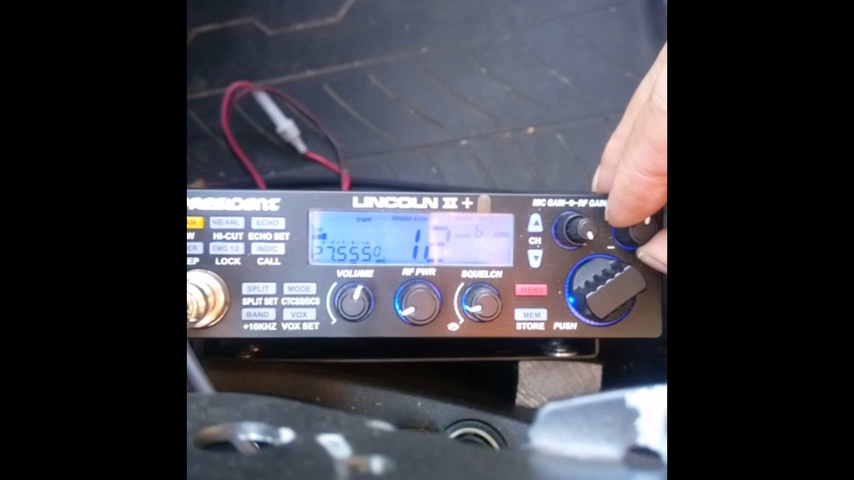 PRESIDENT LINCOLN II + MIC GAIN RF GAIN
NB/ANL ECHO
HI-CUT ECHO SET
EMG 1/2 INDIC
LOCK CALL
27.5550
12
CH
VOLUME RF PWR SQUELCH
SPLIT MODE
SPLIT SET CTCSS/DCS
BAND VOX
+10KHZ VOX SET
MENU
MEM
STORE PUSH